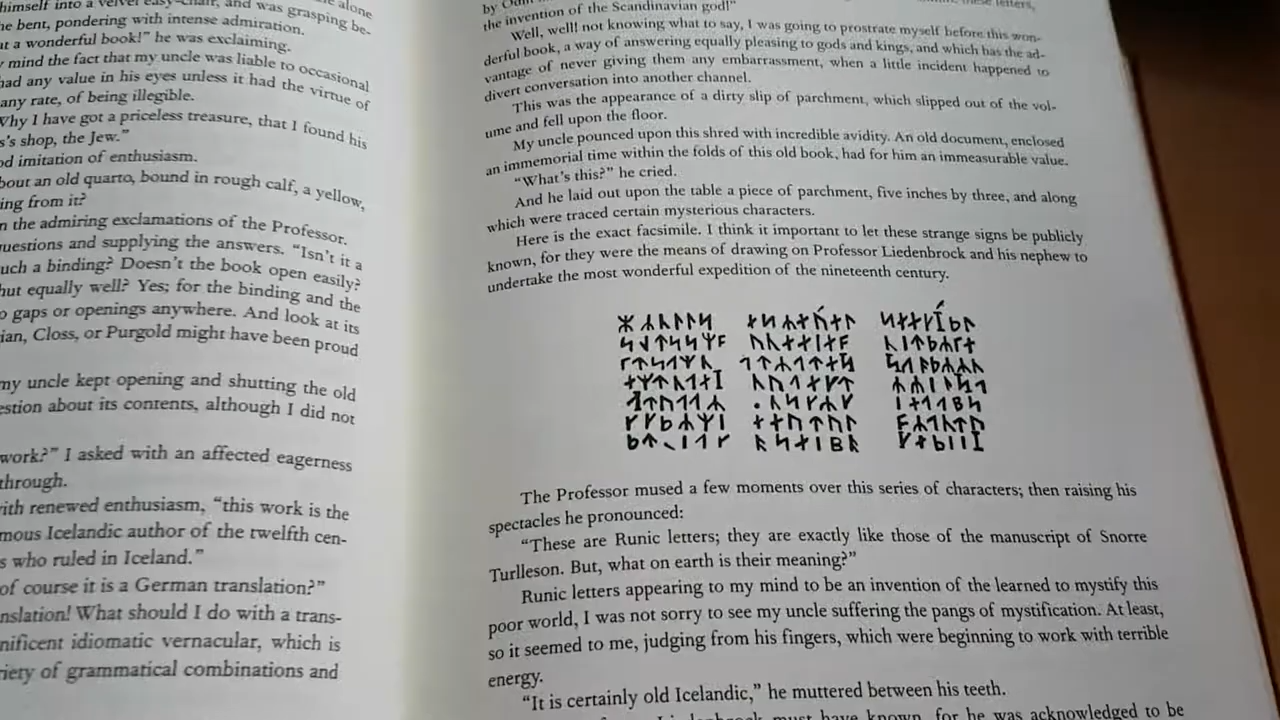 himself into a velvet easy-chair, and was grasping be-
he bent, pondering with intense admiration.
at a wonderful book!" he was exclaiming.
mind the fact that my uncle was liable to occasional
had any value in his eyes unless it had the virtue of
any rate, of being illegible.
Why I have got a priceless treasure, that I found his
s's shop, the Jew."
od imitation of enthusiasm.
bout an old quarto, bound in rough calf, a yellow,
ing from it?
n the admiring exclamations of the Professor.
uestions and supplying the answers. "Isn't it a
uch a binding? Doesn't the book open easily?
but equally well? Yes; for the binding and the
o gaps or openings anywhere. And look at its
ian, Closs, or Purgold might have been proud
my uncle kept opening and shutting the old
estion about its contents, although I did not
work?" I asked with an affected eagerness
through.
with renewed enthusiasm, "this work is the
mous Icelandic author of the twelfth cen-
s who ruled in Iceland."
of course it is a German translation?"
nslation! What should I do with a trans-
nificent idiomatic vernacular, which is
riety of grammatical combinations and
the invention of the Scandinavian god!"
Well, well! not knowing what to say, I was going to prostrate myself before this won-
derful book, a way of answering equally pleasing to gods and kings, and which has the ad-
vantage of never giving them any embarrassment, when a little incident happened to
divert conversation into another channel.
This was the appearance of a dirty slip of parchment, which slipped out of the vol-
ume and fell upon the floor.
My uncle pounced upon this shred with incredible avidity. An old document, enclosed
an immemorial time within the folds of this old book, had for him an immeasurable value.
"What's this?" he cried.
And he laid out upon the table a piece of parchment, five inches by three, and along
which were traced certain mysterious characters.
Here is the exact facsimile. I think it important to let these strange signs be publicly
known, for they were the means of drawing on Professor Liedenbrock and his nephew to
undertake the most wonderful expedition of the nineteenth century.
The Professor mused a few moments over this series of characters; then raising his
spectacles he pronounced:
"These are Runic letters; they are exactly like those of the manuscript of Snorre
Turlleson. But, what on earth is their meaning?"
Runic letters appearing to my mind to be an invention of the learned to mystify this
poor world, I was not sorry to see my uncle suffering the pangs of mystification. At least,
so it seemed to me, judging from his fingers, which were beginning to work with terrible
energy.
"It is certainly old Icelandic," he muttered between his teeth.
must have known, for he was acknowledged to be